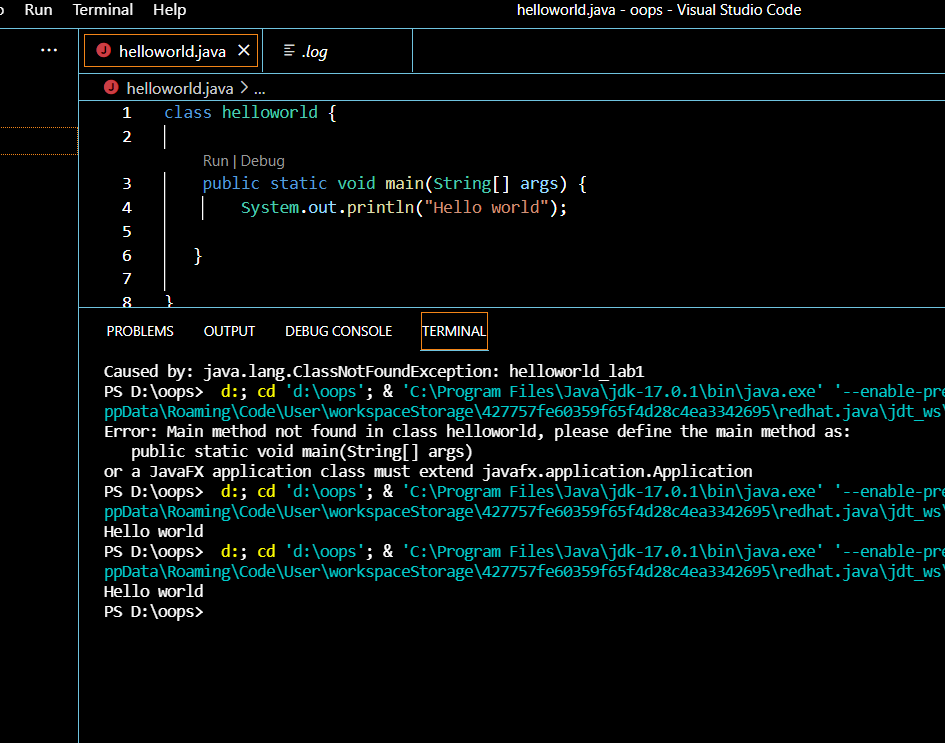 Run Terminal Help helloworld.java - oops - Visual Studio Code
... J helloworld.java × .log
J helloworld.java > ...
1 class helloworld {
2
Run | Debug
3 public static void main(String[] args) {
4 System.out.println("Hello world");
5
6 }
7
8 }
PROBLEMS OUTPUT DEBUG CONSOLE TERMINAL
Caused by: java.lang.ClassNotFoundException: helloworld_lab1
PS D:\oops> d:; cd 'd:\oops'; & 'C:\Program Files\Java\jdk-17.0.1\bin\java.exe' '--enable-pre
ppData\Roaming\Code\User\workspaceStorage\427757fe60359f65f4d28c4ea3342695\redhat.java\jdt_ws\
Error: Main method not found in class helloworld, please define the main method as:
public static void main(String[] args)
or a JavaFX application class must extend javafx.application.Application
PS D:\oops> d:; cd 'd:\oops'; & 'C:\Program Files\Java\jdk-17.0.1\bin\java.exe' '--enable-pre
ppData\Roaming\Code\User\workspaceStorage\427757fe60359f65f4d28c4ea3342695\redhat.java\jdt_ws\
Hello world
PS D:\oops> d:; cd 'd:\oops'; & 'C:\Program Files\Java\jdk-17.0.1\bin\java.exe' '--enable-pre
ppData\Roaming\Code\User\workspaceStorage\427757fe60359f65f4d28c4ea3342695\redhat.java\jdt_ws\
Hello world
PS D:\oops>